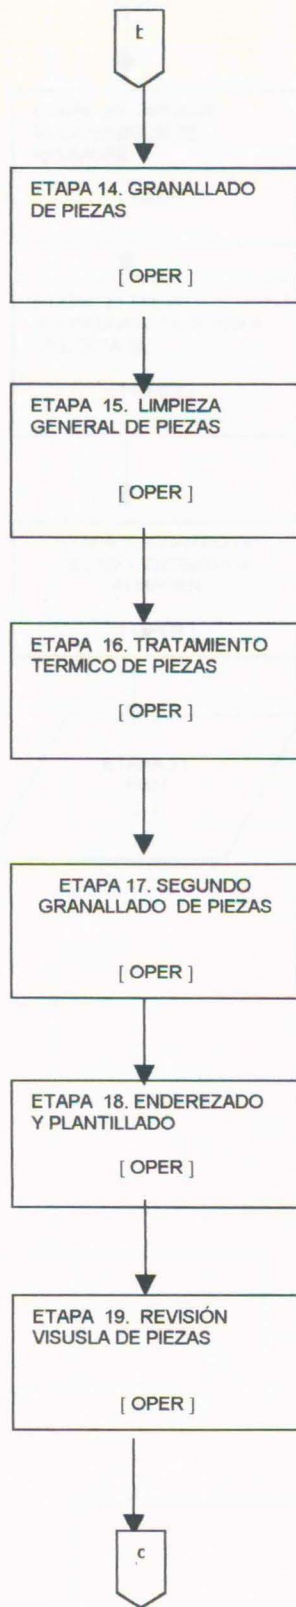 t
ETAPA 14. GRANALLADO
DE PIEZAS
[ OPER ]
ETAPA 15. LIMPIEZA
GENERAL DE PIEZAS
[ OPER ]
ETAPA 16. TRATAMIENTO
TERMICO DE PIEZAS
[ OPER ]
ETAPA 17. SEGUNDO
GRANALLADO DE PIEZAS
[ OPER ]
ETAPA 18. ENDEREZADO
Y PLANTILLADO
[ OPER ]
ETAPA 19. REVISIÓN
VISUSLA DE PIEZAS
[ OPER ]
c